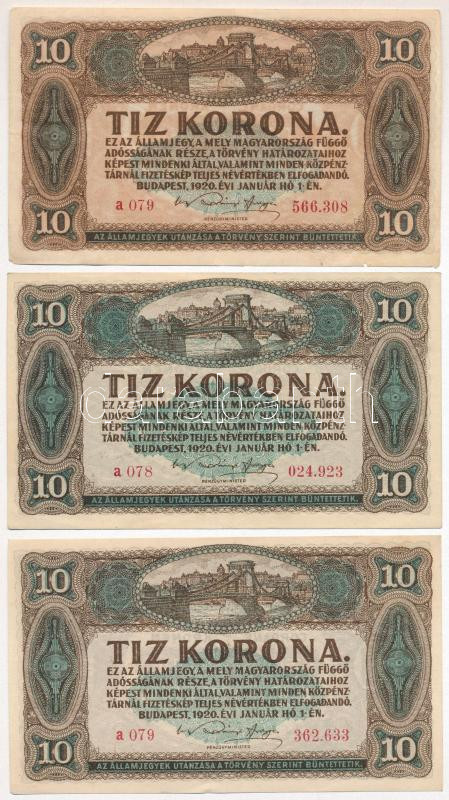 10 10
TIZ KORONA.
EZ AZ ÁLLAMJEGY, A MELY MAGYARORSZÁG FÜGGŐ
ADÓSSÁGÁNAK RÉSZE, A TÖRVÉNY HATÁROZATAIHOZ
KÉPEST MINDENKI ÁLTAL, VALAMINT MINDEN KÖZPÉNZ-
TÁRNÁL FIZETÉSKÉP TELJES NÉVÉRTÉKBEN ELFOGADANDÓ.
BUDAPEST, 1920. ÉVI JANUÁR HÓ 1-ÉN.
a 079 566.308
PÉNZÜGYMINISTER
10 10
AZ ÁLLAMJEGYEK UTÁNZÁSA A TÖRVÉNY SZERINT BÜNTETTETIK.
10 10
TIZ KORONA.
EZ AZ ÁLLAMJEGY, A MELY MAGYARORSZÁG FÜGGŐ
ADÓSSÁGÁNAK RÉSZE, A TÖRVÉNY HATÁROZATAIHOZ
KÉPEST MINDENKI ÁLTAL, VALAMINT MINDEN KÖZPÉNZ-
TÁRNÁL FIZETÉSKÉP TELJES NÉVÉRTÉKBEN ELFOGADANDÓ.
BUDAPEST, 1920. ÉVI JANUÁR HÓ 1-ÉN.
a 078 024.923
PÉNZÜGYMINISTER
10 10
AZ ÁLLAMJEGYEK UTÁNZÁSA A TÖRVÉNY SZERINT BÜNTETTETIK.
10 10
TIZ KORONA.
EZ AZ ÁLLAMJEGY, A MELY MAGYARORSZÁG FÜGGŐ
ADÓSSÁGÁNAK RÉSZE, A TÖRVÉNY HATÁROZATAIHOZ
KÉPEST MINDENKI ÁLTAL, VALAMINT MINDEN KÖZPÉNZ-
TÁRNÁL FIZETÉSKÉP TELJES NÉVÉRTÉKBEN ELFOGADANDÓ.
BUDAPEST, 1920. ÉVI JANUÁR HÓ 1-ÉN.
a 079 362.633
PÉNZÜGYMINISTER
10 10
AZ ÁLLAMJEGYEK UTÁNZÁSA A TÖRVÉNY SZERINT BÜNTETTETIK.